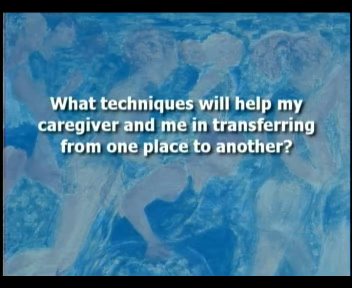 What techniques will help my
caregiver and me in transferring
from one place to another?